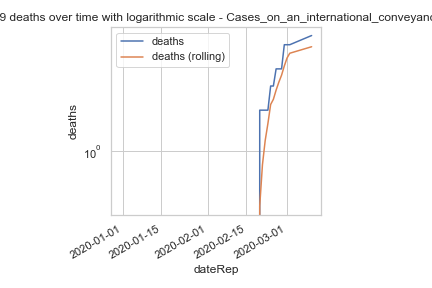 9 deaths over time with logarithmic scale - Cases_on_an_international_conveyanc
deaths
deaths (rolling)
deaths
10⁰
2020-01-01
2020-01-15
2020-02-01
2020-02-15
2020-03-01
dateRep